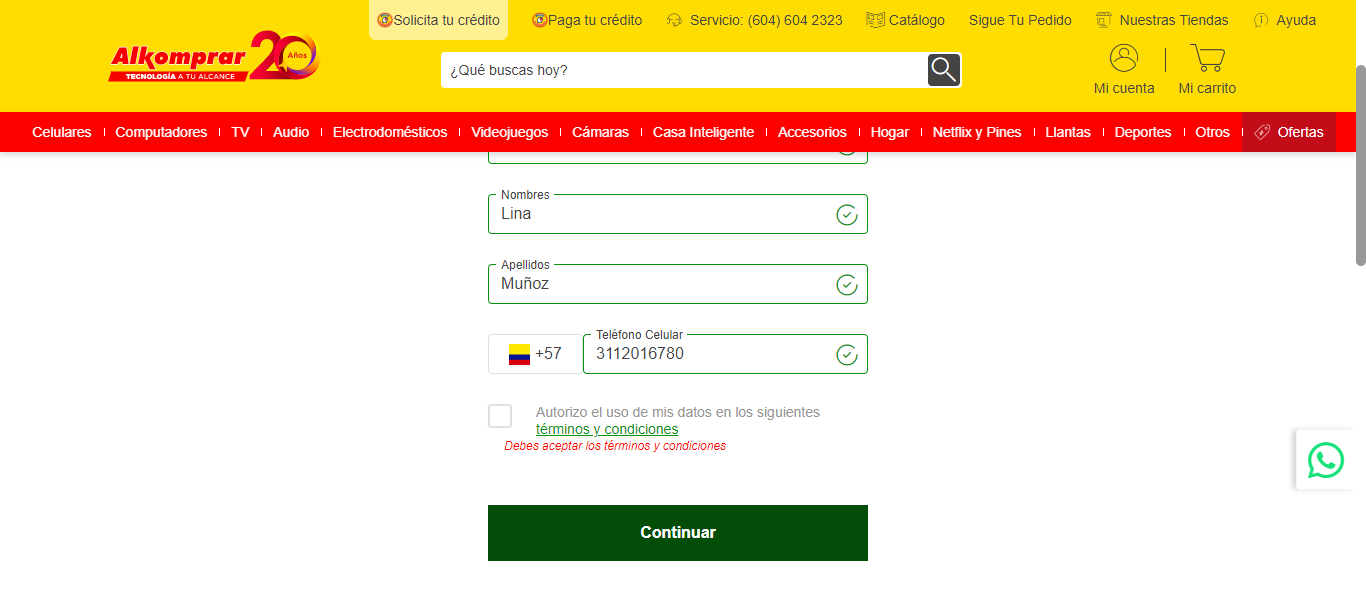 Solicita tu crédito
Paga tu crédito
Servicio: (604) 604 2323
Catálogo
Sigue Tu Pedido
Nuestras Tiendas
Ayuda
Alkomprar 20 Años
TECNOLOGÍA A TU ALCANCE
¿Qué buscas hoy?
Mi cuenta
Mi carrito
Celulares
Computadores
TV
Audio
Electrodomésticos
Videojuegos
Cámaras
Casa Inteligente
Accesorios
Hogar
Netflix y Pines
Llantas
Deportes
Otros
Ofertas
Nombres
Lina
Apellidos
Muñoz
+57
Teléfono Celular
3112016780
Autorizo el uso de mis datos en los siguientes
términos y condiciones
Debes aceptar los términos y condiciones
Continuar